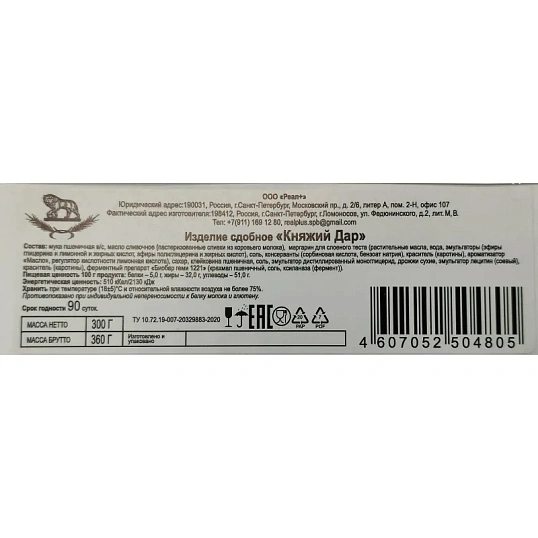 ООО «Реал+»
Юридический адрес:190031, Россия, г.Санкт-Петербург, Московский пр., д. 2/6, литер А, пом. 2-Н, офис 107
Фактический адрес изготовителя:198412, Россия, г.Санкт-Петербург, г.Ломоносов, ул. Федюнинского, д.2, лит.М,В.
Тел: +7(911) 169 12 80; realplus.spb@gmail.com
Изделие сдобное «Княжий Дар»
Состав: мука пшеничная в/с, масло сливочное (пастеризованные сливки из коровьего молока), маргарин для слоеного теста (растительные масла, вода, эмульгаторы (эфиры
глицерина и лимонной и жирных кислот, эфиры полиглицерина и жирных кислот), соль, консерванты (сорбиновая кислота, бензоат натрия), краситель (каротины), ароматизатор
«Масло», регулятор кислотности лимонная кислота), сахар, клейковина пшеничная, соль, эмульгатор дистиллированный моноглицерид, дрожжи сухие, эмульгатор лецитин (соевый),
краситель (каротины), ферментный препарат «Биобер геми 1221» (крахмал пшеничный, соль, ксиланаза (фермент)).
Пищевая ценность 100 г продукта: белки – 5,0 г, жиры – 32,0 г, углеводы – 51,0 г.
Энергетическая ценность: 510 кКал/2130 кДж
Хранить при температуре (18±5)°С и относительной влажности воздуха не более 75%.
Противопоказано при индивидуальной непереносимости к белку молока и глютену.
Срок годности 90 суток.
МАССА НЕТТО 300 Г ТУ 10.72.19-007-20329883-2020 EAC 20 PAP POF
МАССА БРУТТО 360 Г Изготовлено и упаковано
4 607052 504805